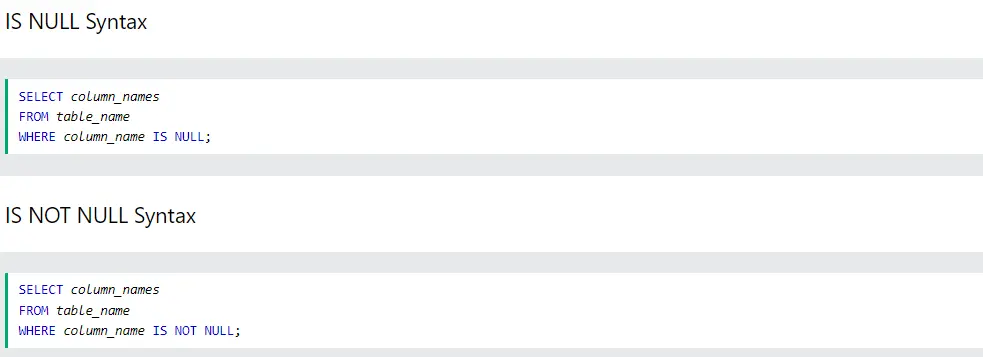 IS NULL Syntax
SELECT column_names
FROM table_name
WHERE column_name IS NULL;
IS NOT NULL Syntax
SELECT column_names
FROM table_name
WHERE column_name IS NOT NULL;